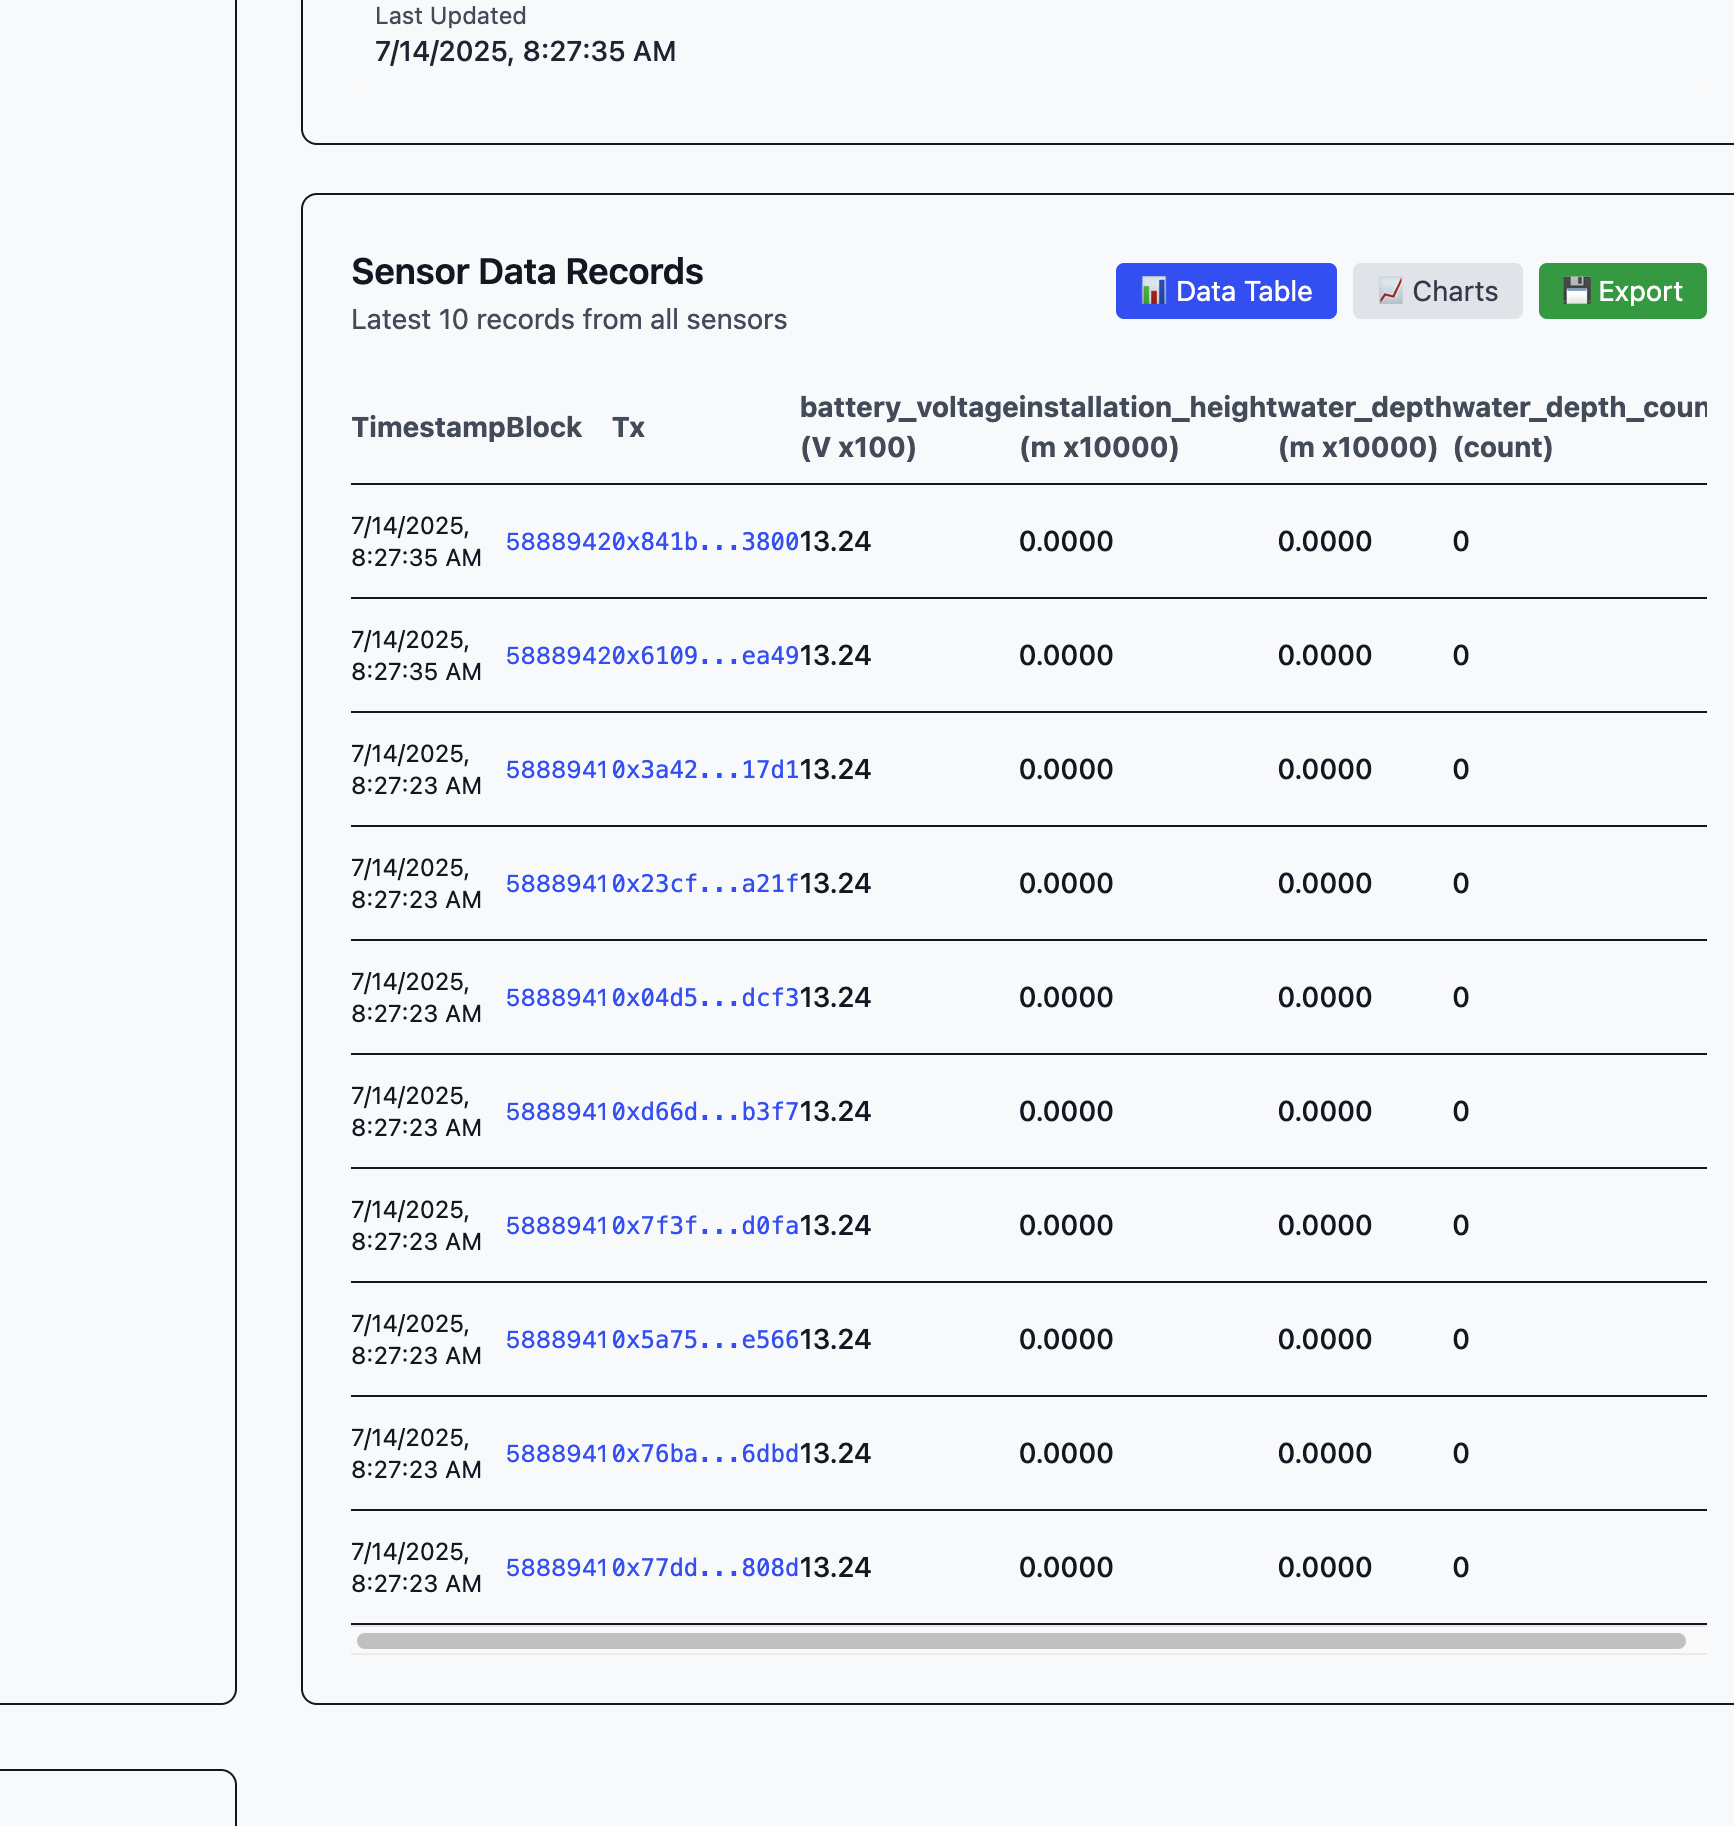 Last Updated
7/14/2025, 8:27:35 AM
Sensor Data Records
Latest 10 records from all sensors
Data Table
Charts
Export
Timestamp Block Tx battery_voltage (V x100) installation_height (m x10000) water_depth (m x10000) water_depth_coun (count)
7/14/2025, 8:27:35 AM 5888942 0x841b...3800 13.24 0.0000 0.0000 0
7/14/2025, 8:27:35 AM 5888942 0x6109...ea49 13.24 0.0000 0.0000 0
7/14/2025, 8:27:23 AM 5888941 0x3a42...17d1 13.24 0.0000 0.0000 0
7/14/2025, 8:27:23 AM 5888941 0x23cf...a21f 13.24 0.0000 0.0000 0
7/14/2025, 8:27:23 AM 5888941 0x04d5...dcf3 13.24 0.0000 0.0000 0
7/14/2025, 8:27:23 AM 5888941 0xd66d...b3f7 13.24 0.0000 0.0000 0
7/14/2025, 8:27:23 AM 5888941 0x7f3f...d0fa 13.24 0.0000 0.0000 0
7/14/2025, 8:27:23 AM 5888941 0x5a75...e566 13.24 0.0000 0.0000 0
7/14/2025, 8:27:23 AM 5888941 0x76ba...6dbd 13.24 0.0000 0.0000 0
7/14/2025, 8:27:23 AM 5888941 0x77dd...808d 13.24 0.0000 0.0000 0